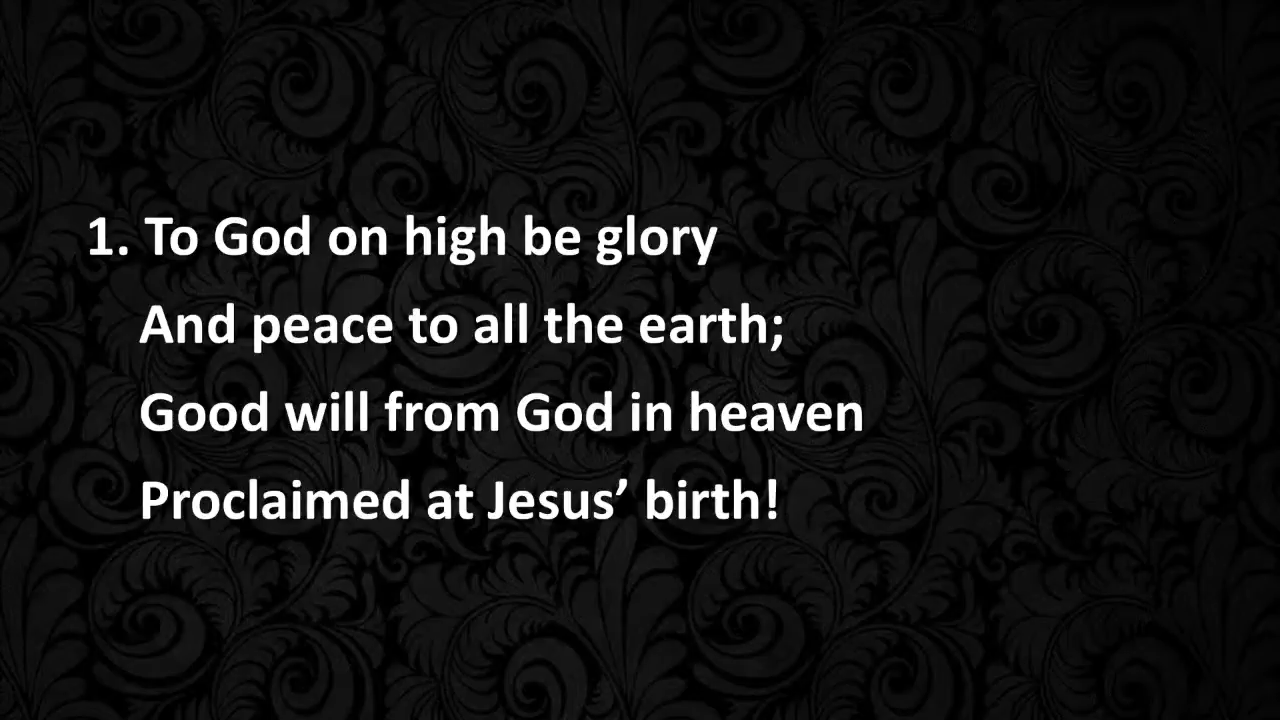 1. To God on high be glory
And peace to all the earth;
Good will from God in heaven
Proclaimed at Jesus’ birth!